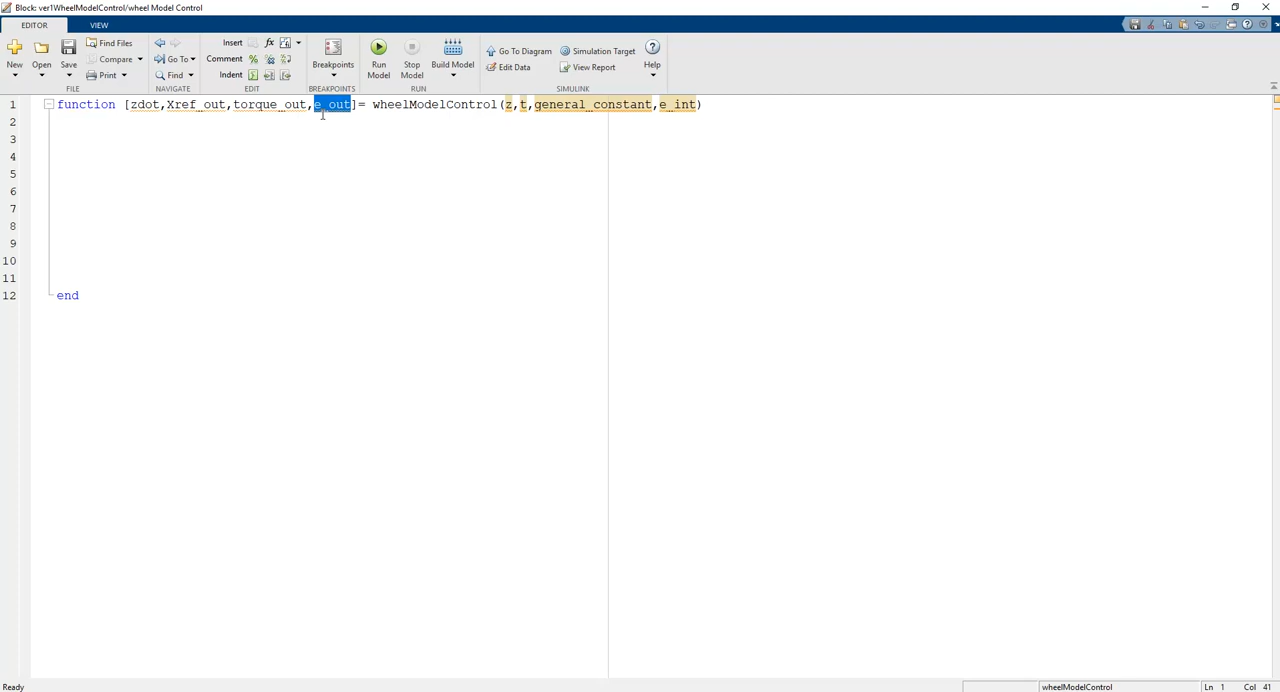 Block: ver1WheelModelControl/wheel Model Control
EDITOR VIEW
New Open Save Find Files Compare Print
Go To Find
Insert Comment Indent
fx
Breakpoints
Run Model Stop Model Build Model
Go To Diagram Simulation Target
Edit Data View Report
Help
FILE NAVIGATE EDIT BREAKPOINTS RUN SIMULINK
1 function [zdot,Xref_out,torque_out,e_out]= wheelModelControl(z,t,general_constant,e_int)
2
3
4
5
6
7
8
9
10
11
12 end
Ready wheelModelControl Ln 1 Col 41